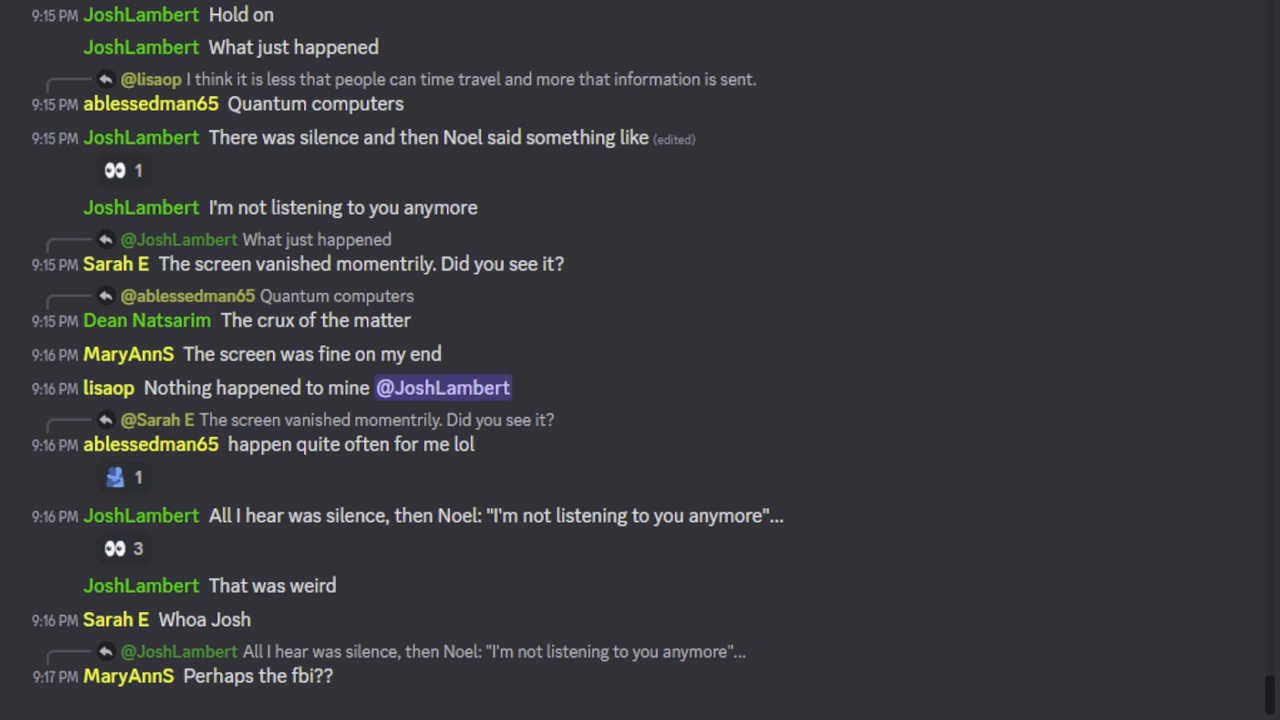 9:15 PM JoshLambert Hold on
JoshLambert What just happened
@lisaop I think it is less that people can time travel and more that information is sent.
9:15 PM ablessedman65 Quantum computers
9:15 PM JoshLambert There was silence and then Noel said something like (edited)
1
JoshLambert I'm not listening to you anymore
@JoshLambert What just happened
9:15 PM Sarah E The screen vanished momentrily. Did you see it?
@ablessedman65 Quantum computers
9:15 PM Dean Natsarim The crux of the matter
9:16 PM MaryAnnS The screen was fine on my end
9:16 PM lisaop Nothing happened to mine @JoshLambert
@Sarah E The screen vanished momentrily. Did you see it?
9:16 PM ablessedman65 happen quite often for me lol
1
9:16 PM JoshLambert All I hear was silence, then Noel: "I'm not listening to you anymore"...
3
JoshLambert That was weird
9:16 PM Sarah E Whoa Josh
@JoshLambert All I hear was silence, then Noel: "I'm not listening to you anymore"...
9:17 PM MaryAnnS Perhaps the fbi??